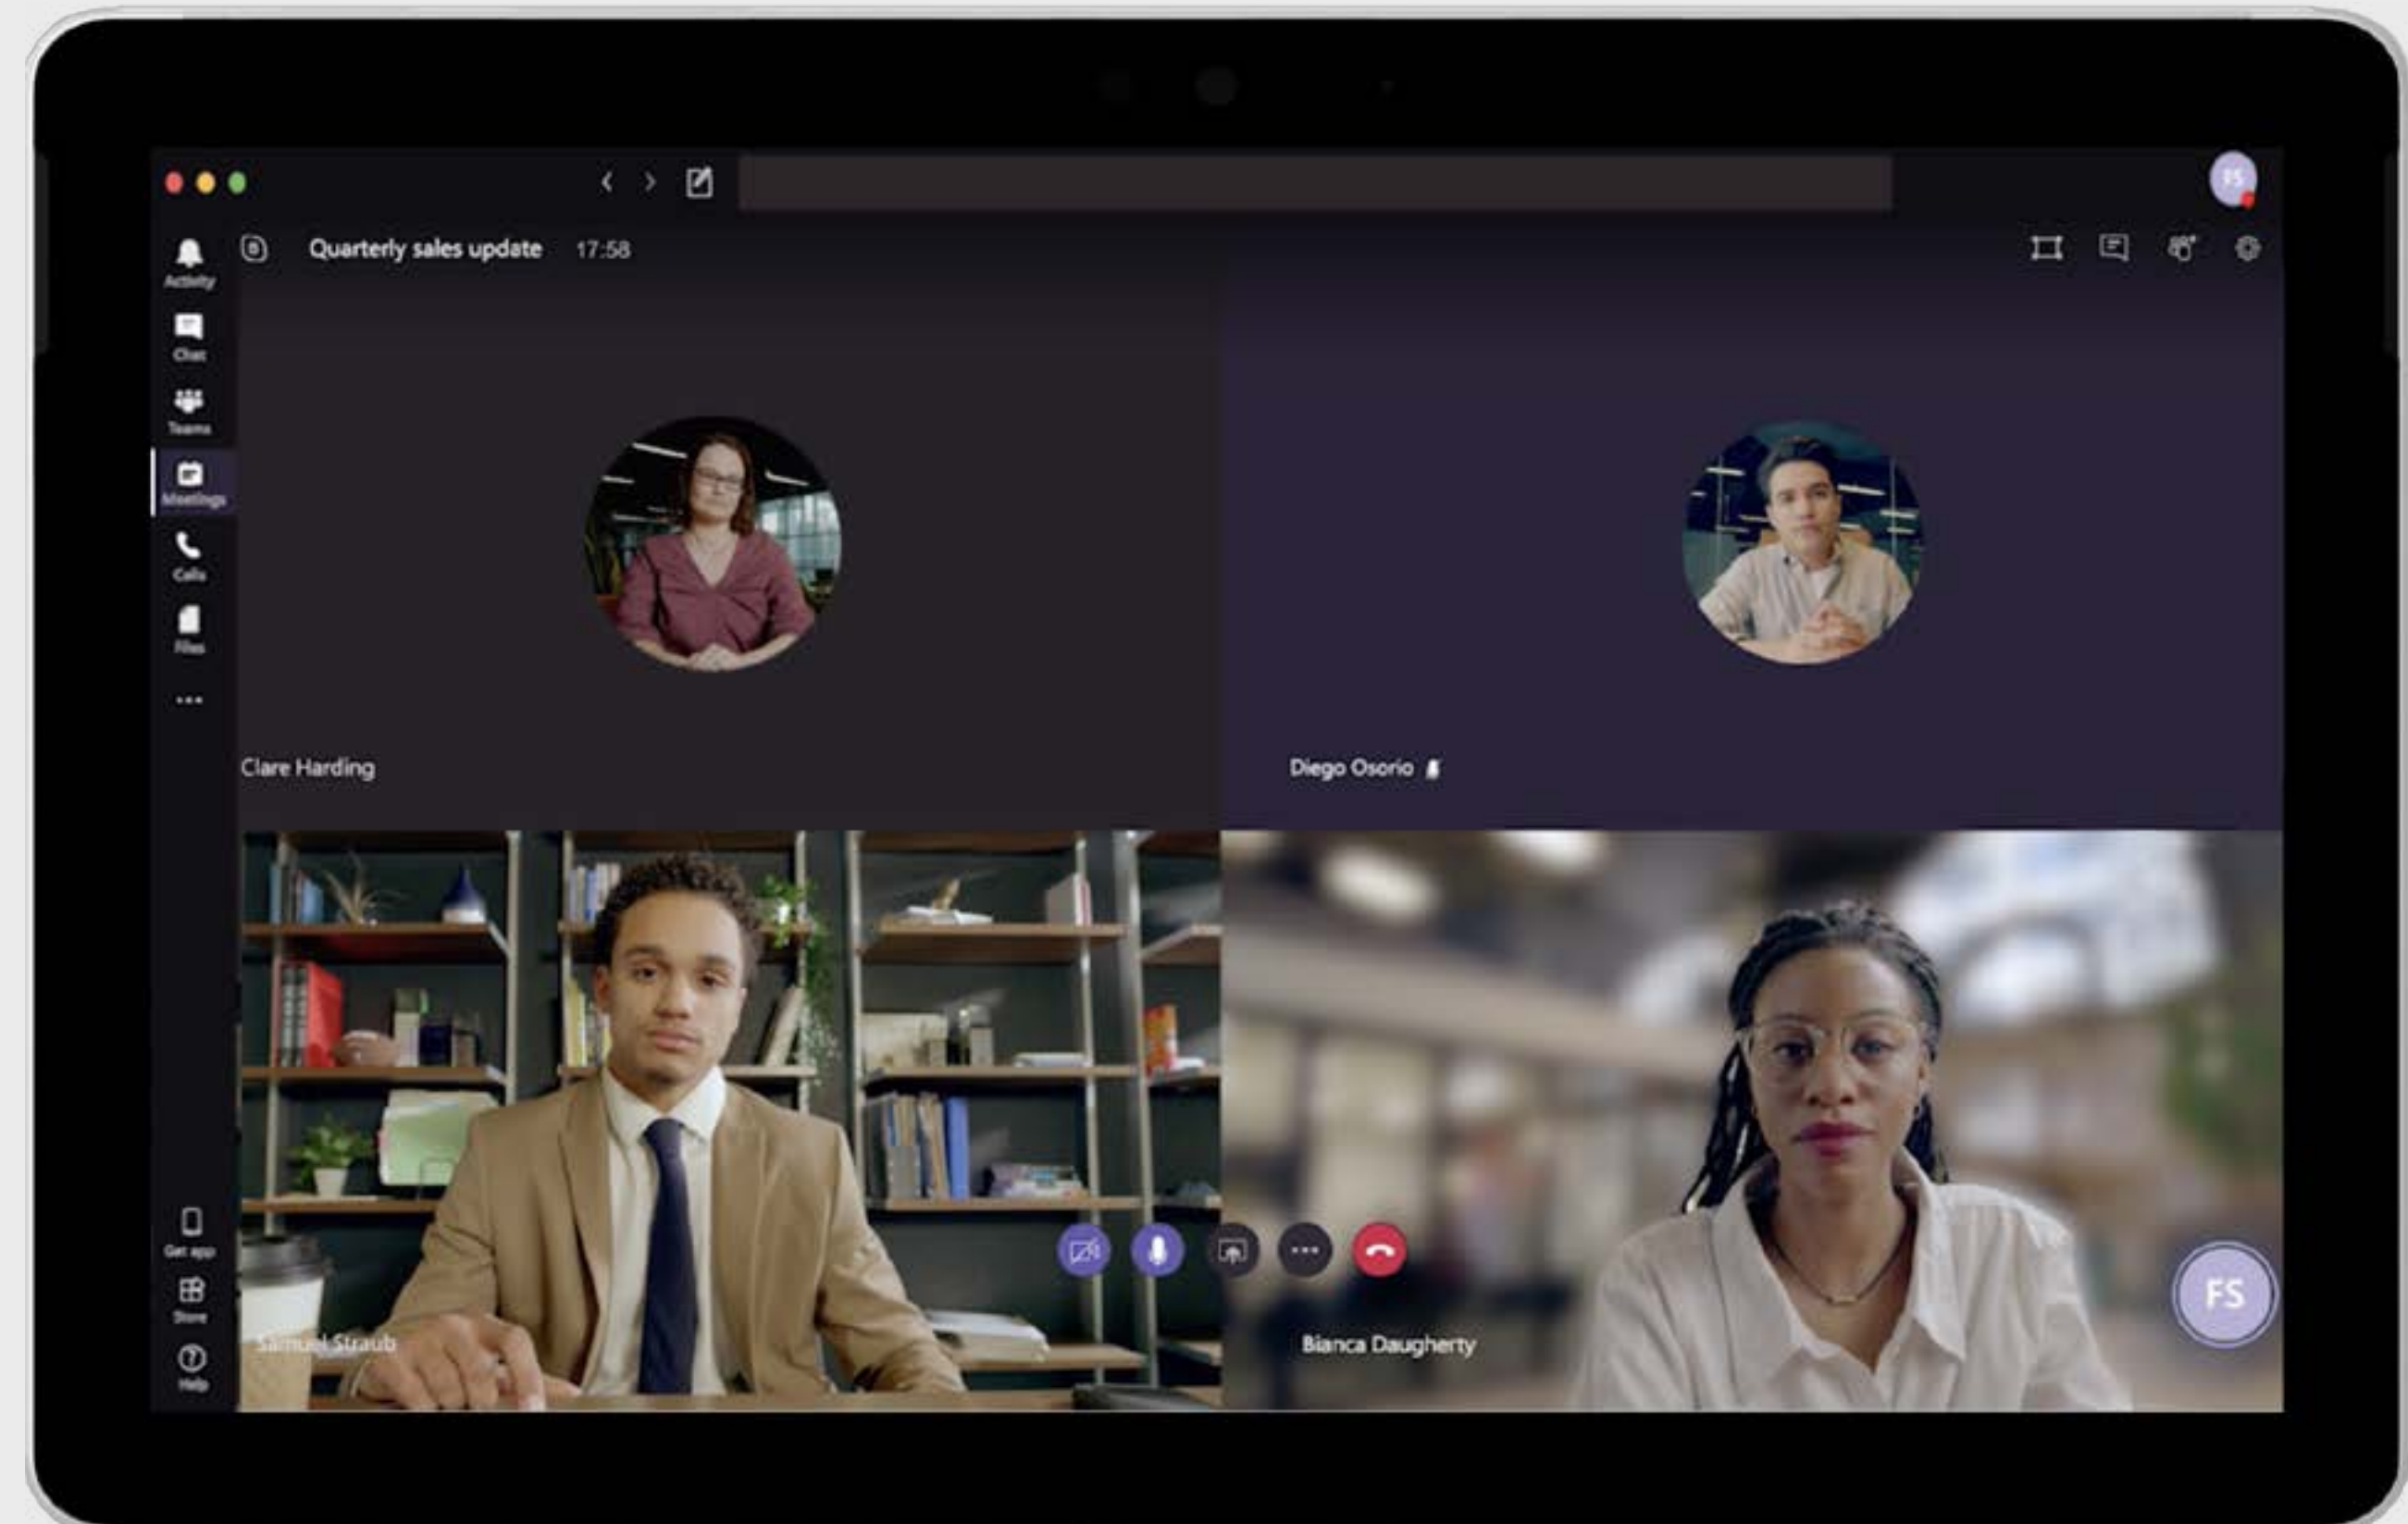 FS
Quarterly sales update 17:58
Activity
Chat
Teams
Meetings
Calls
Files
Clare Harding
Diego Osorio
Get app
Store
Help
Samuel Straub
Bianca Daugherty
FS